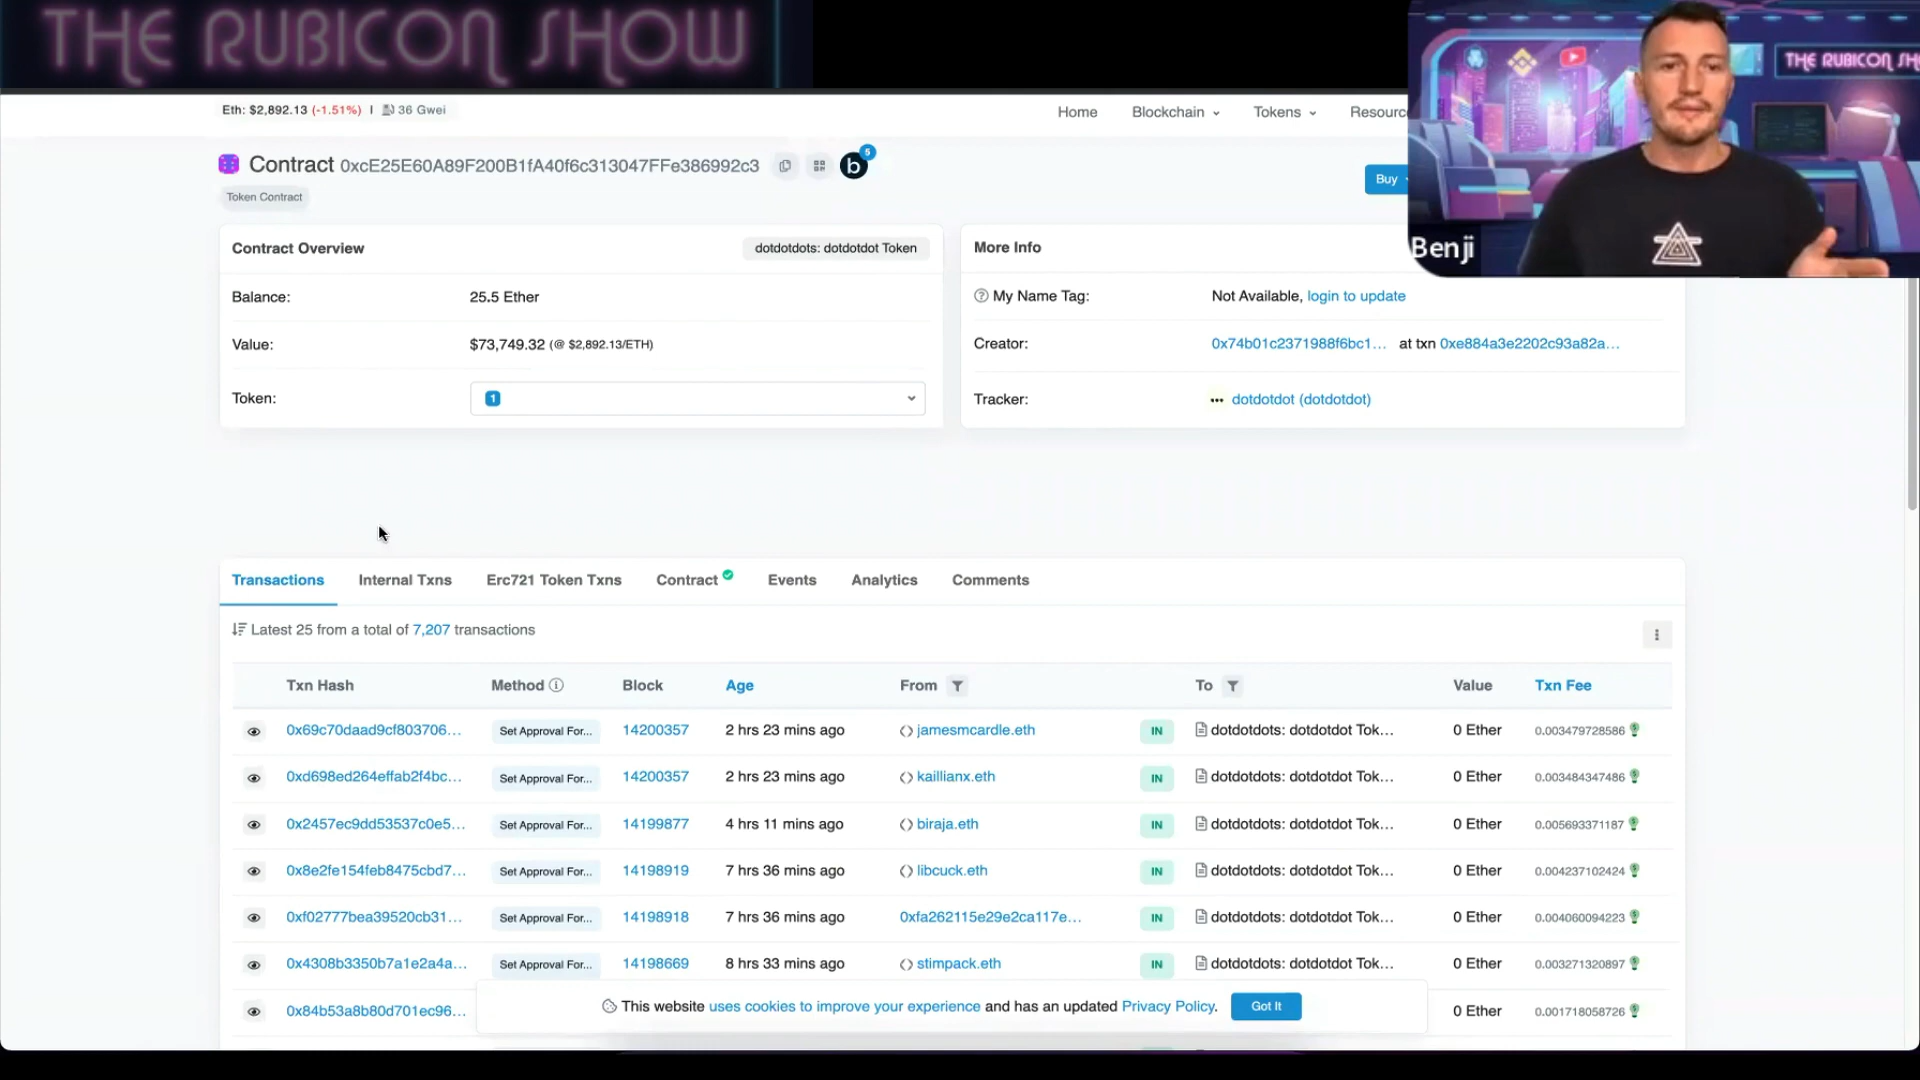 THE RUBICON SHOW
THE RUBICON SH
Eth: $2,892.13 (-1.51%) | 36 Gwei
Home Blockchain Tokens Resourc
Contract 0xcE25E60A89F200B1fA40f6c313047FFe386992c3
b 5
Buy
Token Contract
Benji
Contract Overview
dotdotdots: dotdotdot Token
Balance: 25.5 Ether
Value: $73,749.32 (@ $2,892.13/ETH)
Token: 1
More Info
My Name Tag: Not Available, login to update
Creator: 0x74b01c2371988f6bc1... at txn 0xe884a3e2202c93a82a...
Tracker: dotdotdot (dotdotdot)
Transactions Internal Txns Erc721 Token Txns Contract Events Analytics Comments
Latest 25 from a total of 7,207 transactions
Txn Hash Method Block Age From To Value Txn Fee
0x69c70daad9cf803706... Set Approval For... 14200357 2 hrs 23 mins ago jamesmcardle.eth IN dotdotdots: dotdotdot Tok... 0 Ether 0.003479728586
0xd698ed264effab2f4bc... Set Approval For... 14200357 2 hrs 23 mins ago kaillianx.eth IN dotdotdots: dotdotdot Tok... 0 Ether 0.003484347486
0x2457ec9dd53537c0e5... Set Approval For... 14199877 4 hrs 11 mins ago biraja.eth IN dotdotdots: dotdotdot Tok... 0 Ether 0.005693371187
0x8e2fe154feb8475cbd7... Set Approval For... 14198919 7 hrs 36 mins ago libcuck.eth IN dotdotdots: dotdotdot Tok... 0 Ether 0.004237102424
0xf02777bea39520cb31... Set Approval For... 14198918 7 hrs 36 mins ago 0xfa262115e29e2ca117e... IN dotdotdots: dotdotdot Tok... 0 Ether 0.004060094223
0x4308b3350b7a1e2a4a... Set Approval For... 14198669 8 hrs 33 mins ago stimpack.eth IN dotdotdots: dotdotdot Tok... 0 Ether 0.003271320897
0x84b53a8b80d701ec96... 0 Ether 0.001718058726
This website uses cookies to improve your experience and has an updated Privacy Policy. Got It